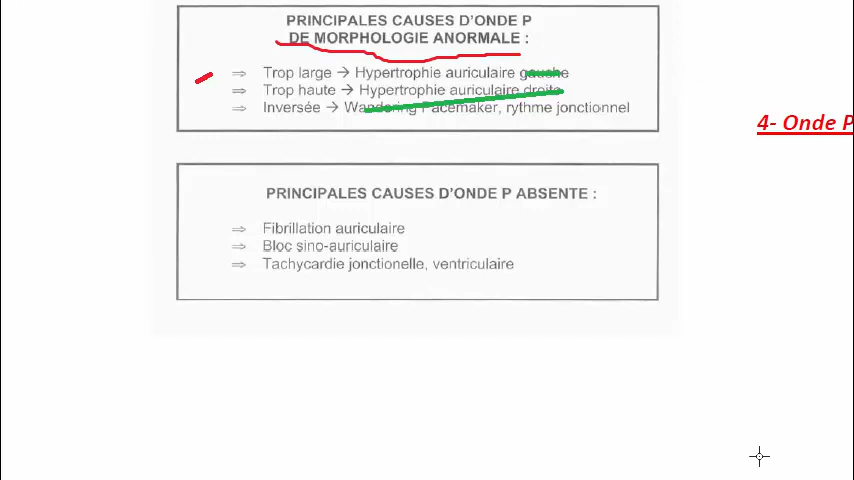 PRINCIPALES CAUSES D'ONDE P
DE MORPHOLOGIE ANORMALE :
⇒ Trop large → Hypertrophie auriculaire gauche
⇒ Trop haute → Hypertrophie auriculaire droite
⇒ Inversée → Wandering Pacemaker, rythme jonctionnel
4- Onde P
PRINCIPALES CAUSES D'ONDE P ABSENTE :
⇒ Fibrillation auriculaire
⇒ Bloc sino-auriculaire
⇒ Tachycardie jonctionelle, ventriculaire